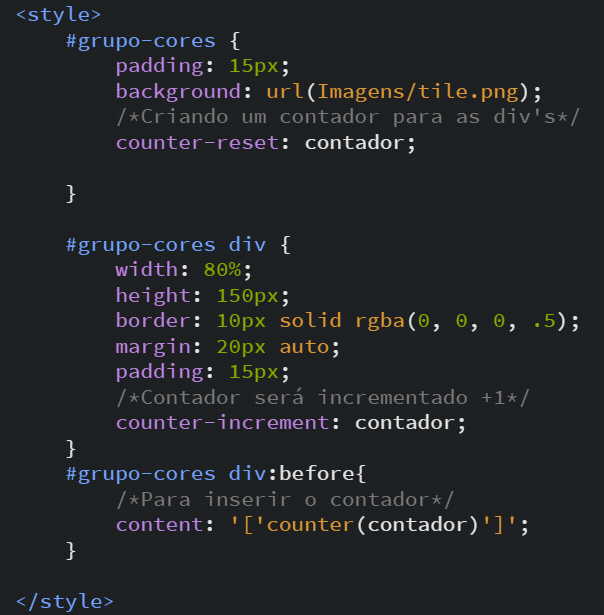 <style>
#grupo-cores {
padding: 15px;
background: url(Imagens/tile.png);
/*Criando um contador para as div's*/
counter-reset: contador;
}
#grupo-cores div {
width: 80%;
height: 150px;
border: 10px solid rgba(0, 0, 0, .5);
margin: 20px auto;
padding: 15px;
/*Contador será incrementado +1*/
counter-increment: contador;
}
#grupo-cores div:before{
/*Para inserir o contador*/
content: '['counter(contador)']';
}
</style>